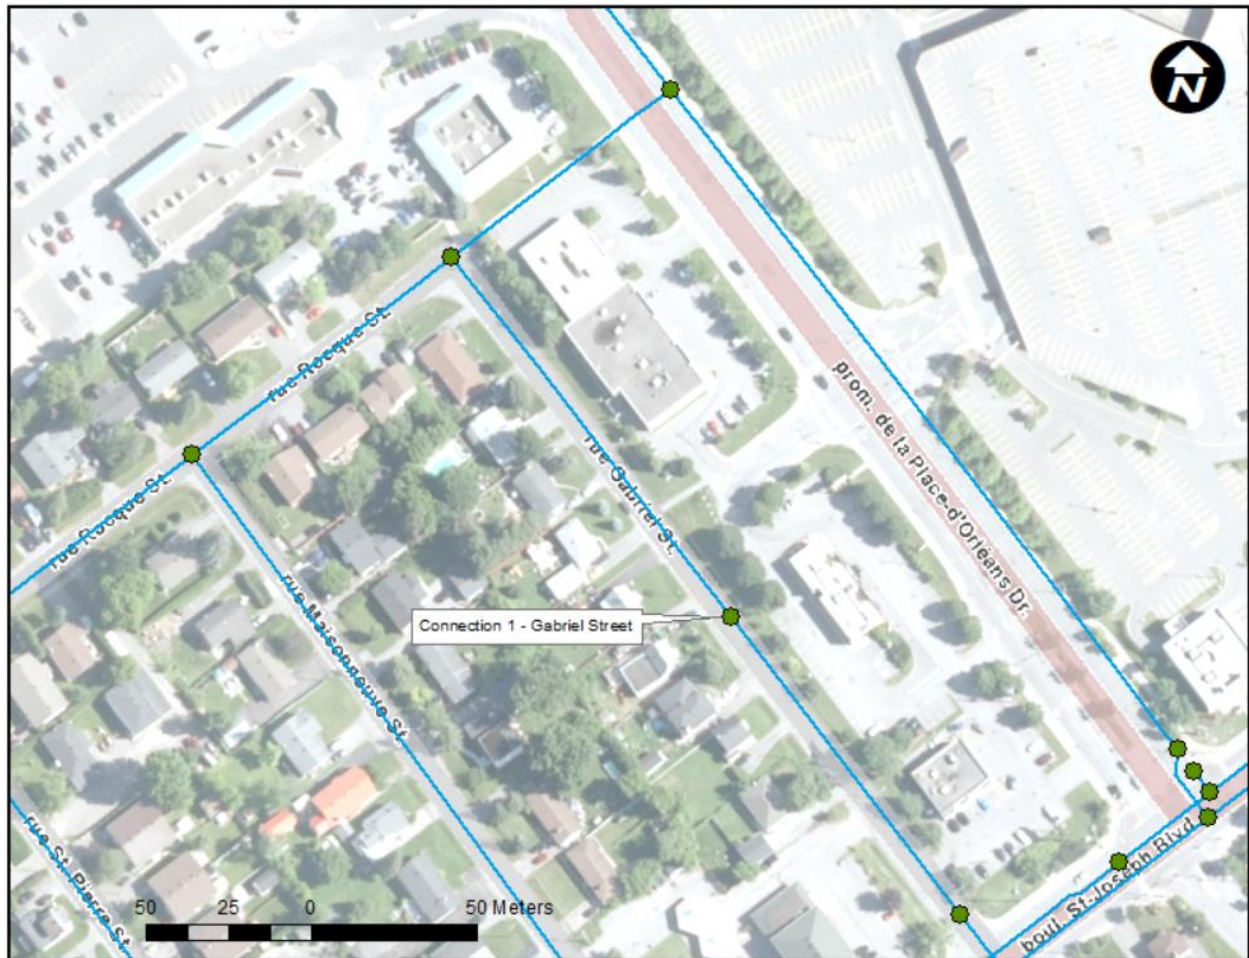 N
rue Rocque St.
prom. de la Place-d'Orléans Dr.
rue Gabriel St.
rue Rocque St.
rue Maisonneuve St.
Connection 1 - Gabriel Street
rue St. Pierre St.
boul. St-Joseph Blvd.
50 25 0 50 Meters